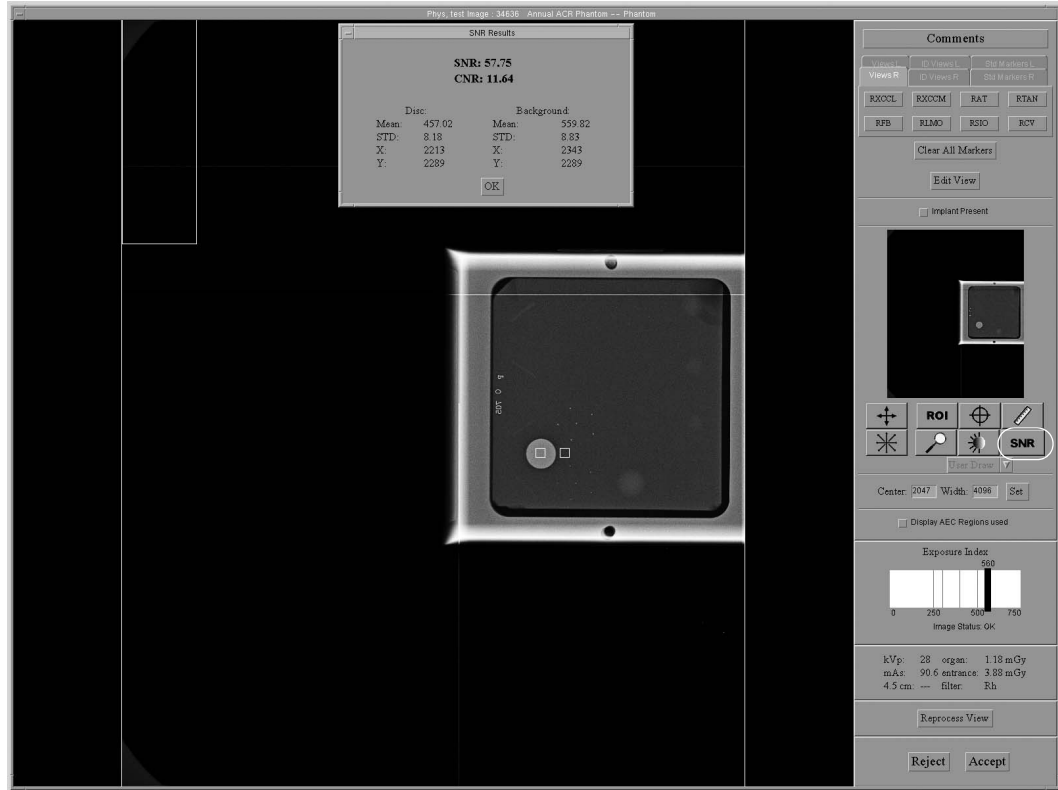 Phys, test Image : 34636 Annual ACR Phantom -- Phantom
SNR Results
SNR: 57.75
CNR: 11.64
Disc: Background:
Mean: 457.02 Mean: 559.82
STD: 8.18 STD: 8.83
X: 2213 X: 2343
Y: 2289 Y: 2289
OK
Comments
Views L ID Views L Std Markers L
Views R ID Views R Std Markers R
RXCCL RXCCM RAT RTAN
RFB RLMO RSIO RCV
Clear All Markers
Edit View
Implant Present
ROI
SNR
User Draw
Center: 2047 Width: 4096 Set
Display AEC Regions used
Exposure Index
560
0 250 500 750
Image Status: OK
kVp: 28 organ: 1.18 mGy
mAs: 90.6 entrance: 3.88 mGy
4.5 cm: --- filter: Rh
Reprocess View
Reject Accept